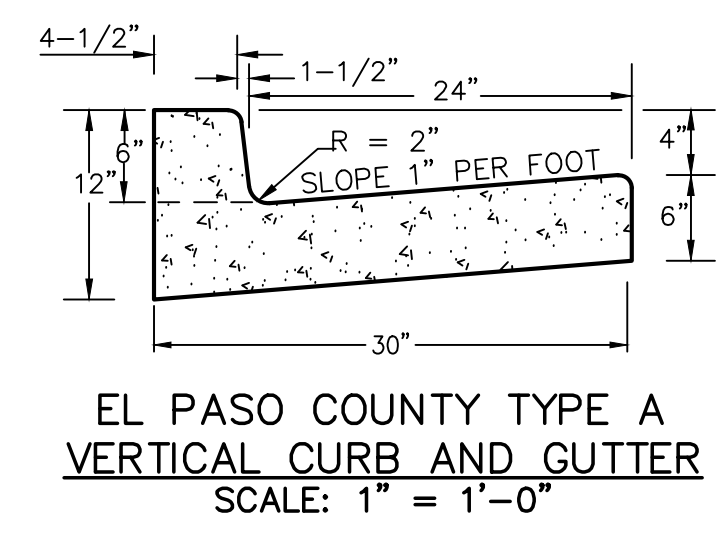 4-1/2"
1-1/2"
24"
R = 2"
4"
6"
SLOPE 1" PER FOOT
12"
6"
30"
EL PASO COUNTY TYPE A
VERTICAL CURB AND GUTTER
SCALE: 1" = 1'-0"